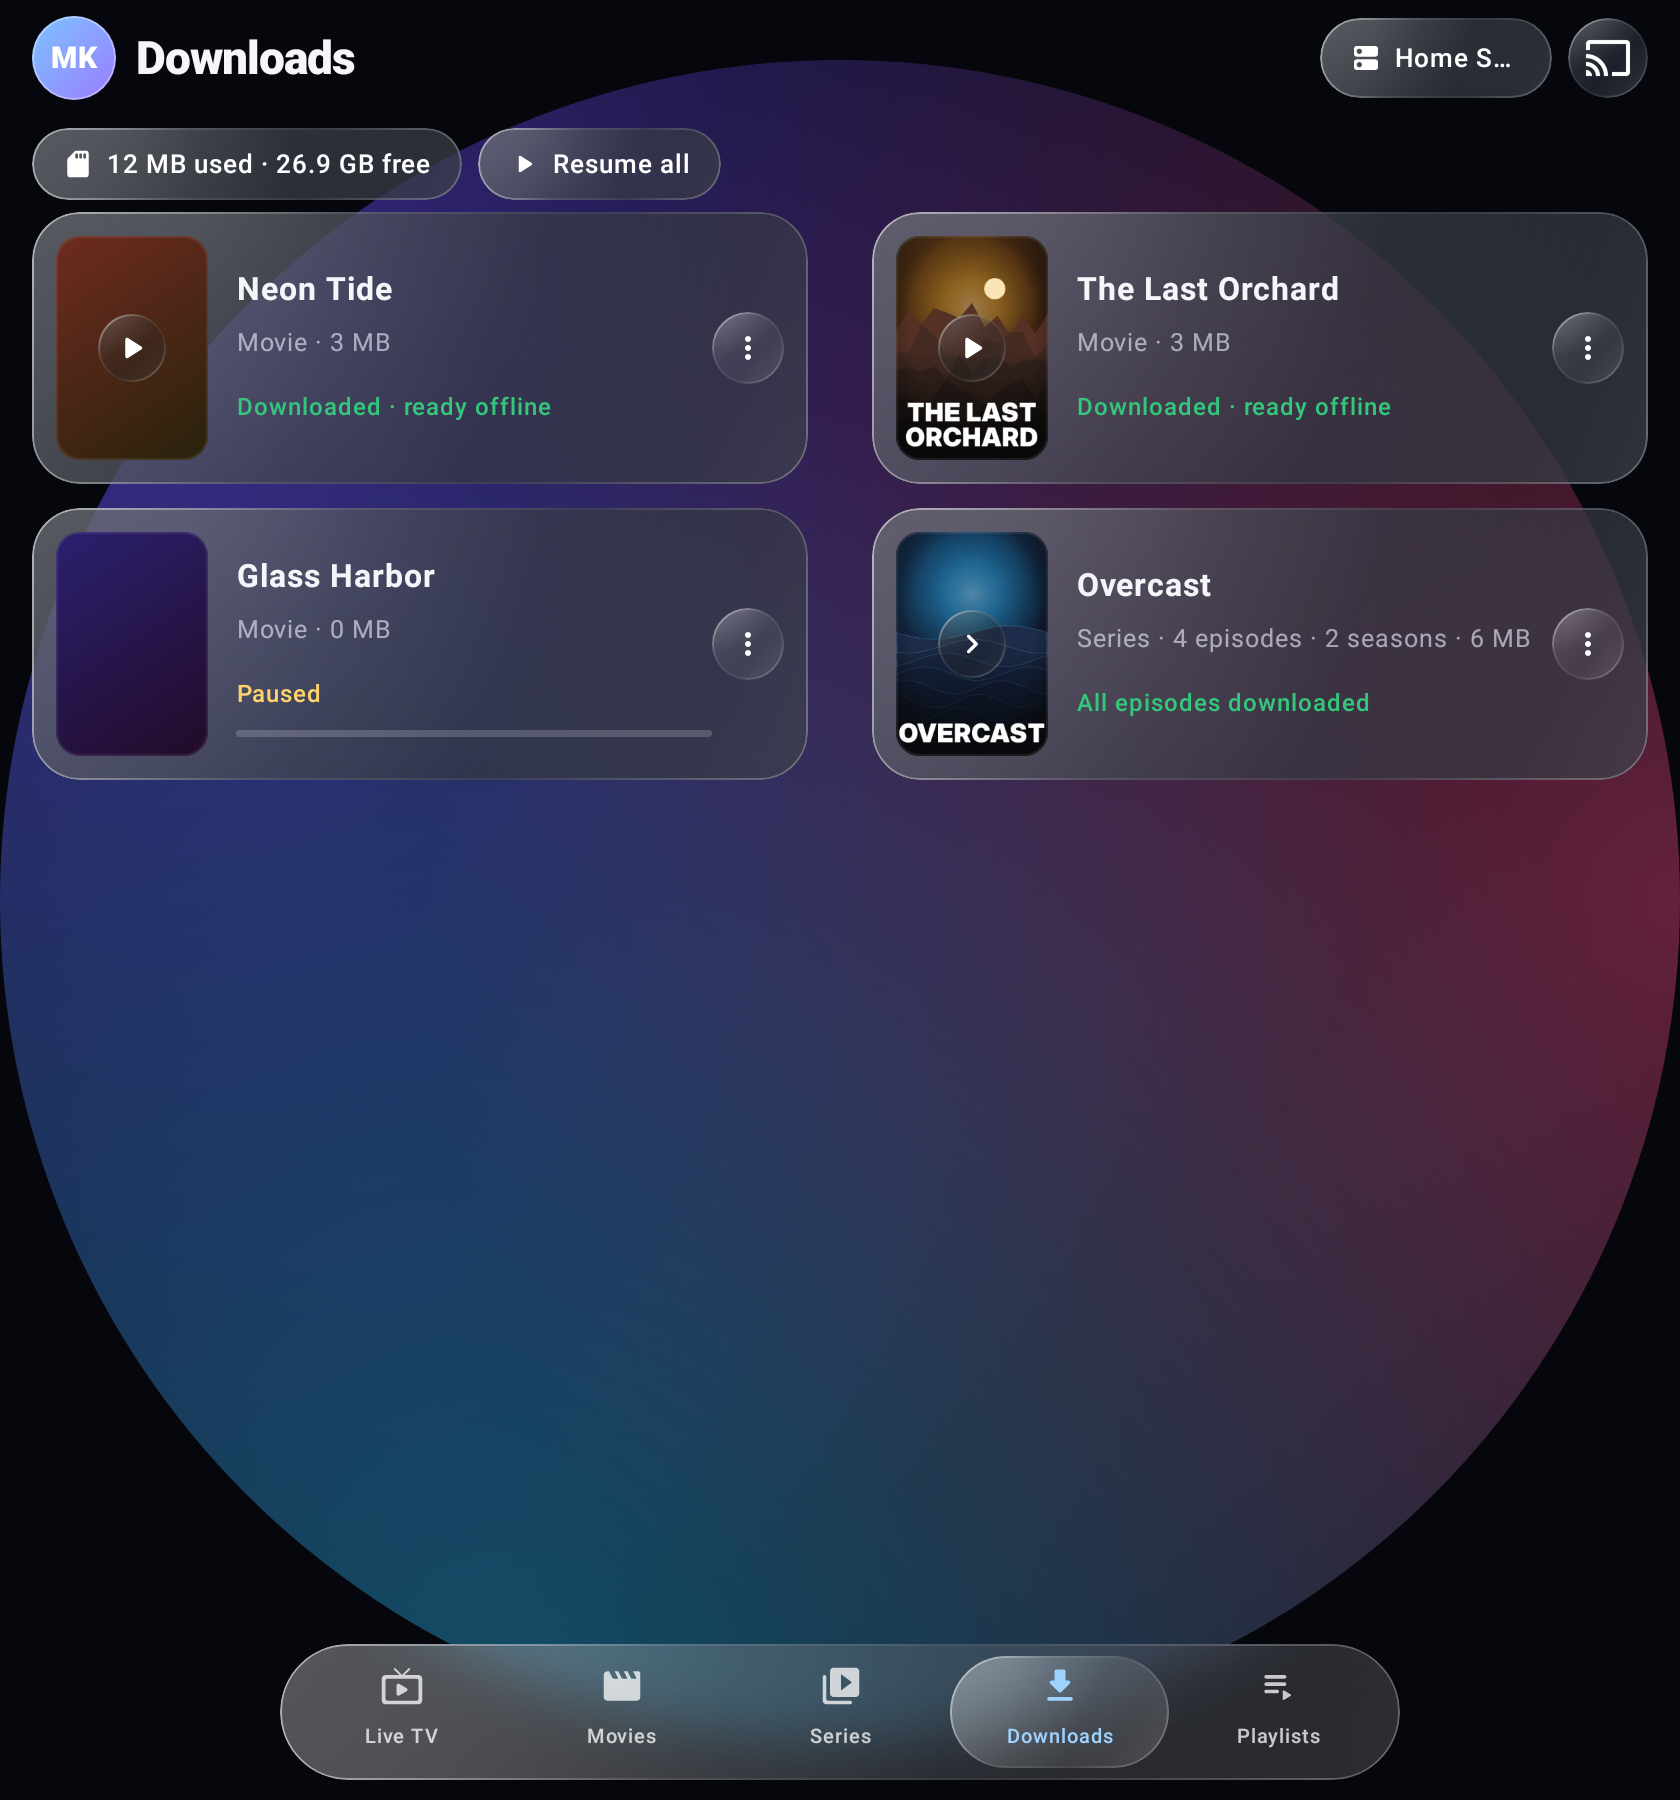 MK
Downloads
Home S...
12 MB used · 26.9 GB free
Resume all
Neon Tide
Movie · 3 MB
Downloaded · ready offline
THE LAST
ORCHARD
The Last Orchard
Movie · 3 MB
Downloaded · ready offline
Glass Harbor
Movie · 0 MB
Paused
OVERCAST
Overcast
Series · 4 episodes · 2 seasons · 6 MB
All episodes downloaded
Live TV
Movies
Series
Downloads
Playlists